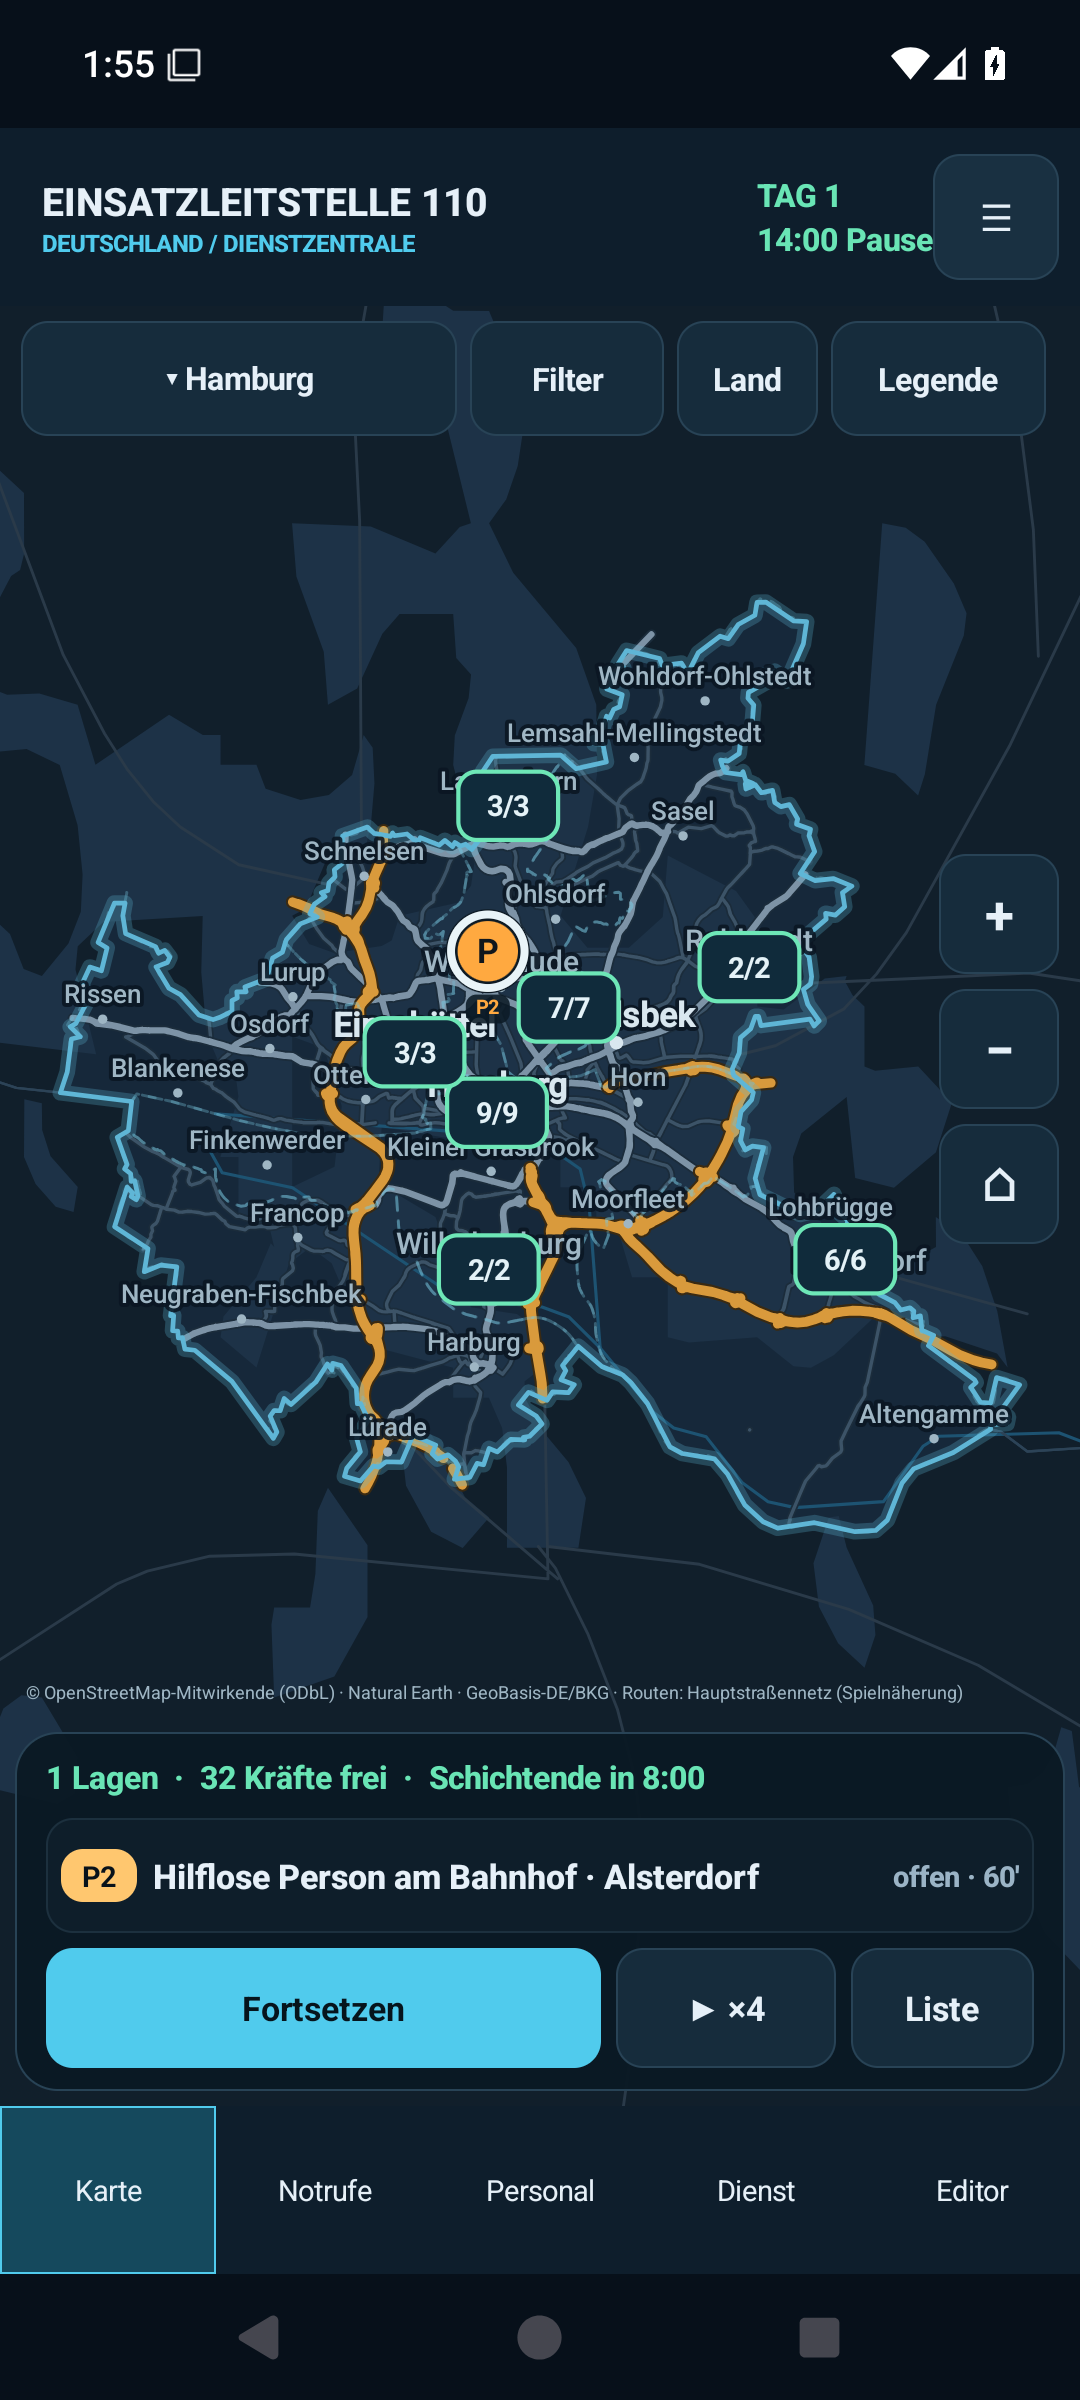 1:55
EINSATZLEITSTELLE 110
DEUTSCHLAND / DIENSTZENTRALE
TAG 1
14:00 Pause
▾ Hamburg
Filter
Land
Legende
Wohldorf-Ohlstedt
Lemsahl-Mellingstedt
3/3
Sasel
Schnelsen
Ohlsdorf
P
P2
2/2
Lurup
Rissen
7/7
Osdorf
3/3
Blankenese
Horn
9/9
Finkenwerder
Moorfleet
Lohbrügge
Francop
6/6
2/2
Neugraben-Fischbek
Harburg
Altengamme
Lürade
+
−
© OpenStreetMap-Mitwirkende (ODbL) · Natural Earth · GeoBasis-DE/BKG · Routen: Hauptstraßennetz (Spielnäherung)
1 Lagen · 32 Kräfte frei · Schichtende in 8:00
P2 Hilflose Person am Bahnhof · Alsterdorf offen · 60'
Fortsetzen
▶ ×4
Liste
Karte
Notrufe
Personal
Dienst
Editor